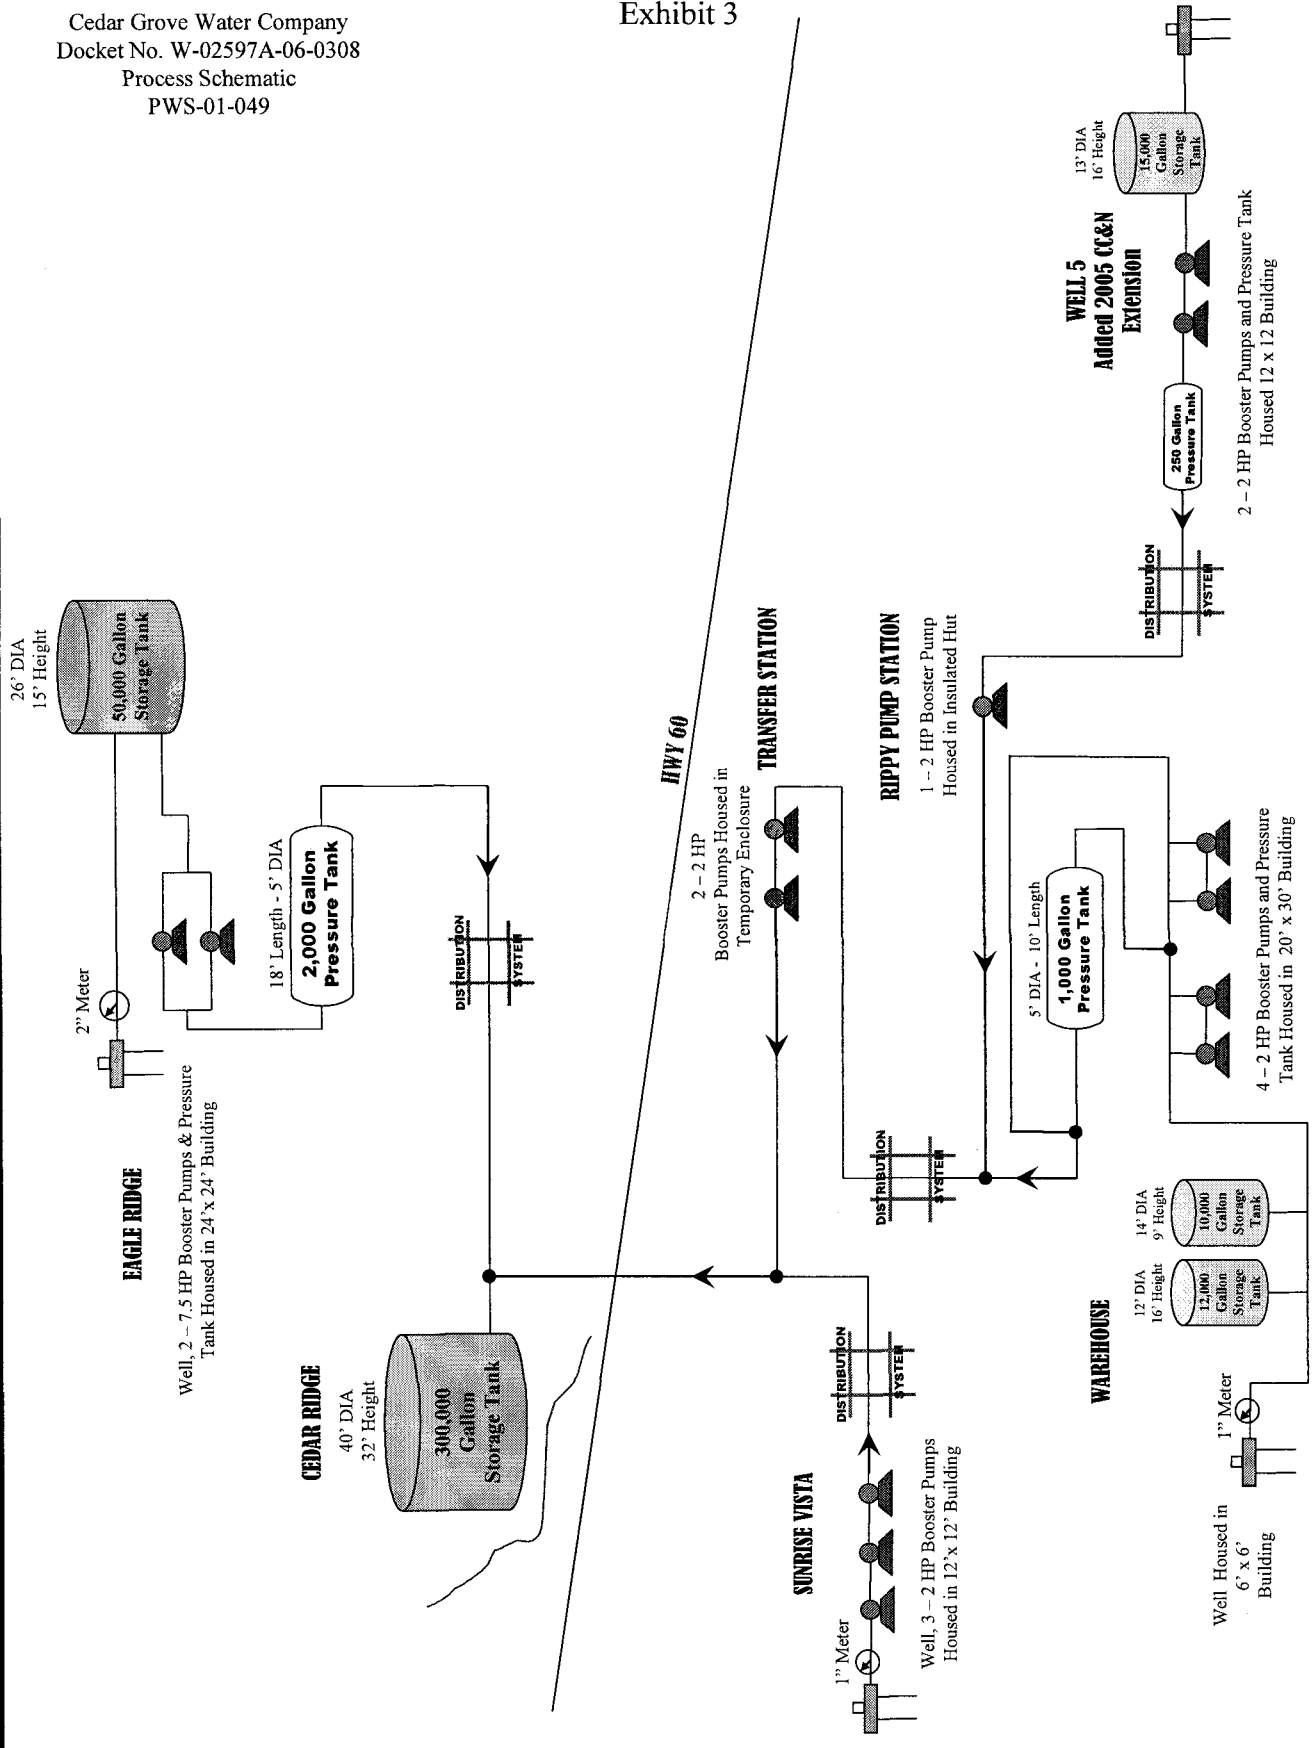 Cedar Grove Water Company
Docket No. W-02597A-06-0308
Process Schematic
PWS-01-049
Exhibit 3
26' DIA
15' Height
50,000 Gallon
Storage Tank
2" Meter
EAGLE RIDGE
Well, 2 – 7.5 HP Booster Pumps & Pressure
Tank Housed in 24'x 24' Building
18' Length - 5' DIA
2,000 Gallon
Pressure Tank
DISTRIBUTION
SYSTEM
CEDAR RIDGE
40' DIA
32' Height
300,000
Gallon
Storage Tank
HWY 60
2 – 2 HP
Booster Pumps Housed in
Temporary Enclosure
TRANSFER STATION
SUNRISE VISTA
1" Meter
Well, 3 – 2 HP Booster Pumps
Housed in 12'x 12' Building
DISTRIBUTION
SYSTEM
DISTRIBUTION
SYSTEM
RIPPY PUMP STATION
1 – 2 HP Booster Pump
Housed in Insulated Hut
5' DIA - 10' Length
1,000 Gallon
Pressure Tank
4 – 2 HP Booster Pumps and Pressure
Tank Housed in 20' x 30' Building
WAREHOUSE
14' DIA
9' Height
10,000
Gallon
Storage
Tank
12' DIA
16' Height
12,000
Gallon
Storage
Tank
1" Meter
Well Housed in
6' x 6'
Building
WELL 5
Added 2005 CC&N
Extension
13' DIA
16' Height
15,000
Gallon
Storage
Tank
250 Gallon
Pressure Tank
2 – 2 HP Booster Pumps and Pressure Tank
Housed 12 x 12 Building
DISTRIBUTION
SYSTEM